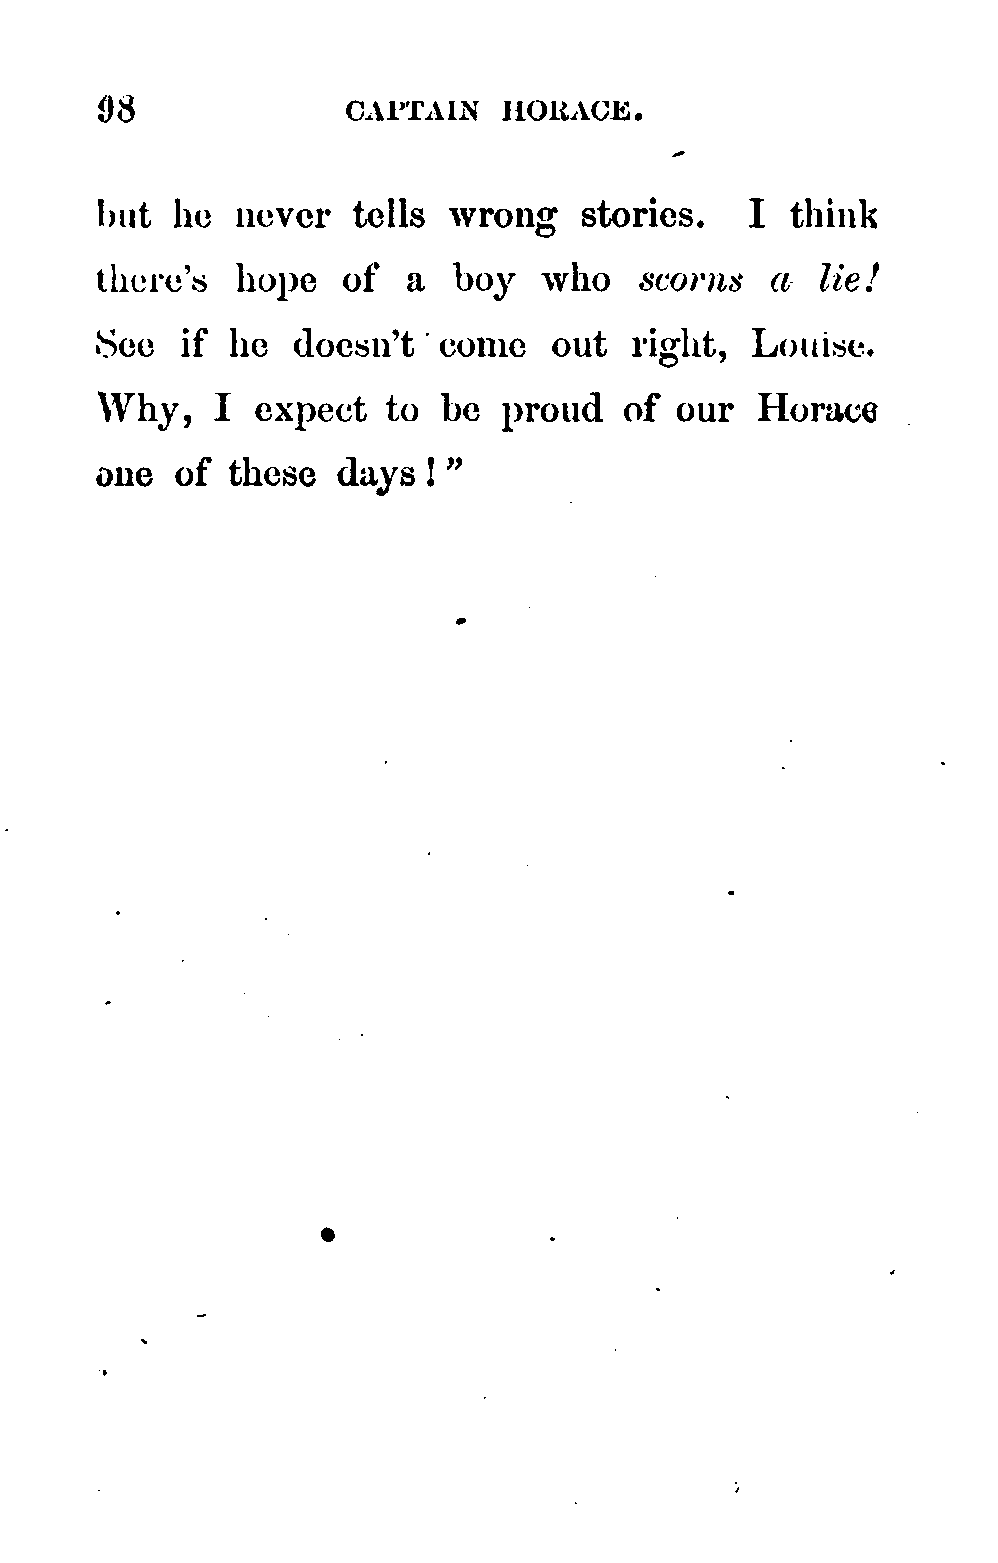 98 CAPTAIN HORACE.
but he never tells wrong stories. I think
there's hope of a boy who scorns a lie!
See if he doesn't come out right, Louise.
Why, I expect to be proud of our Horace
one of these days!"